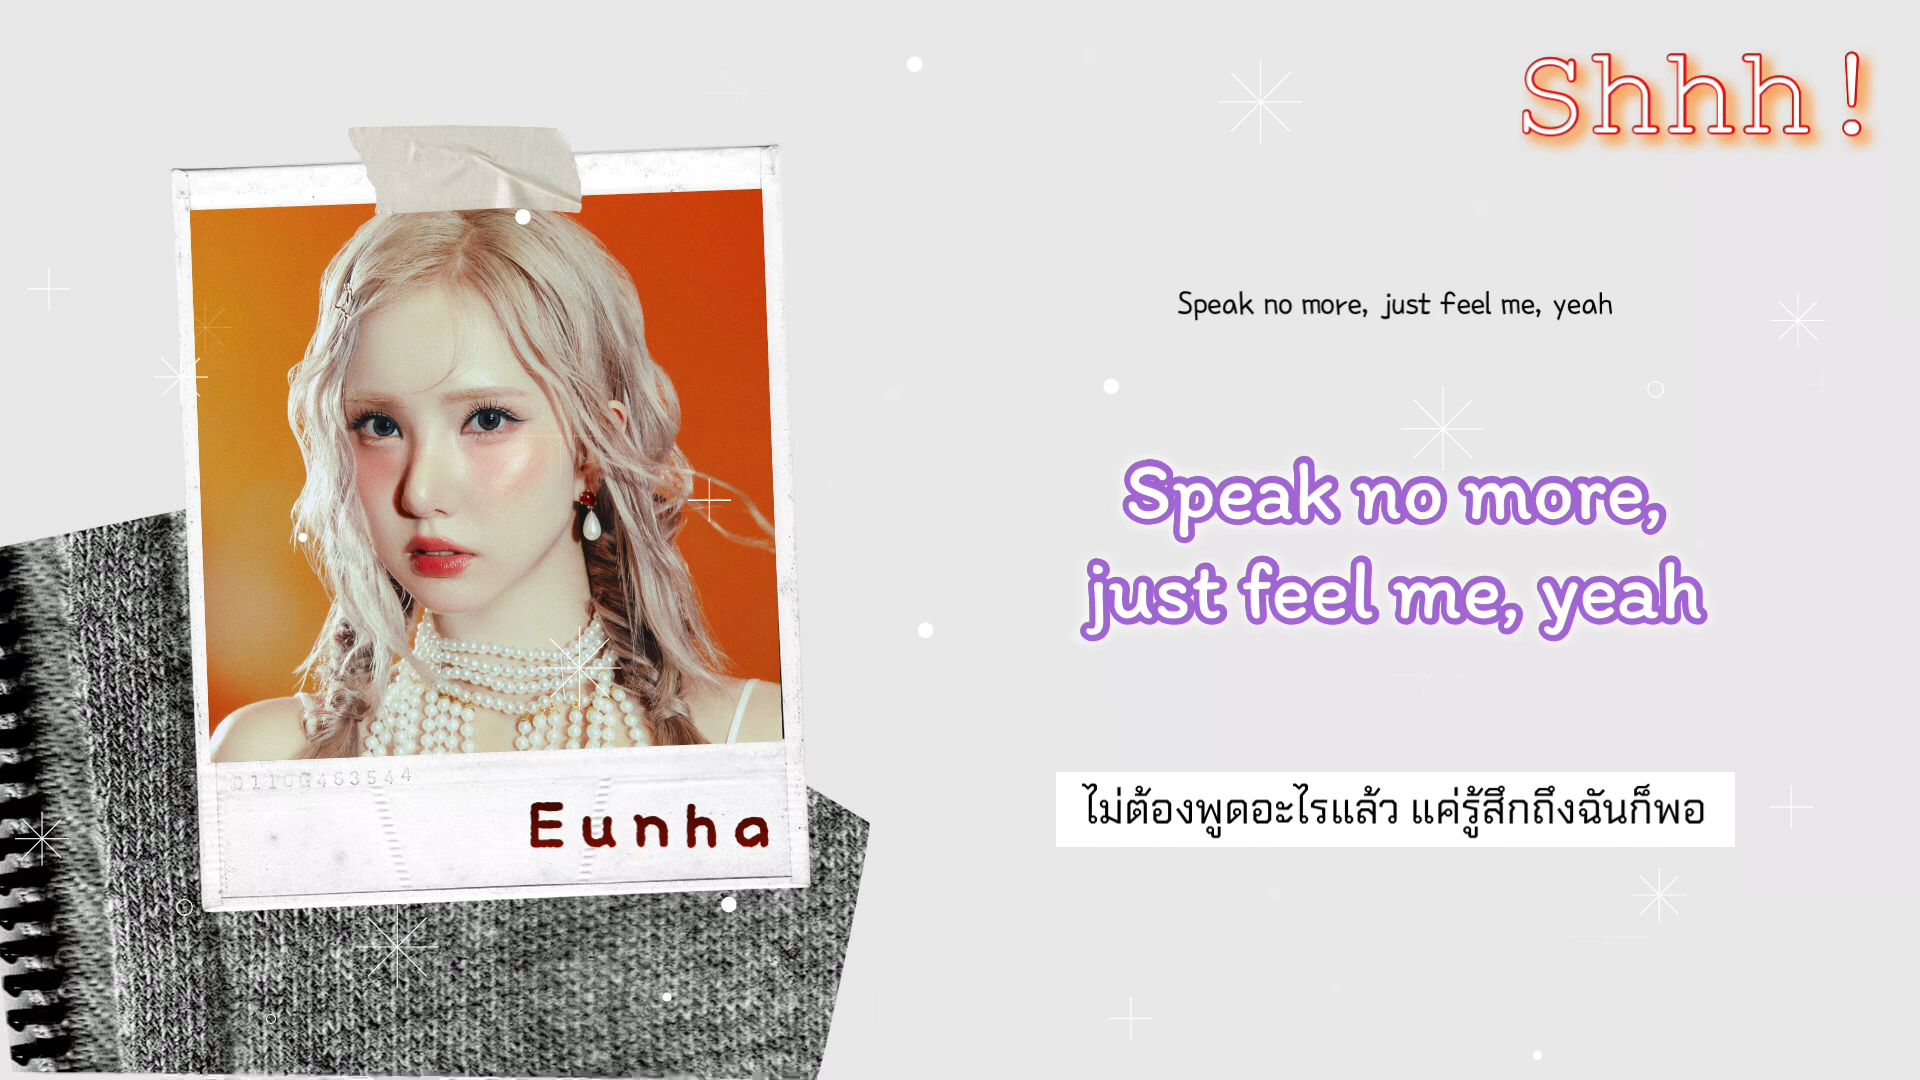 Shhh!
Speak no more, just feel me, yeah
Speak no more,
just feel me, yeah
ไม่ต้องพูดอะไรแล้ว แค่รู้สึกถึงฉันก็พอ
0110G463544
Eunha